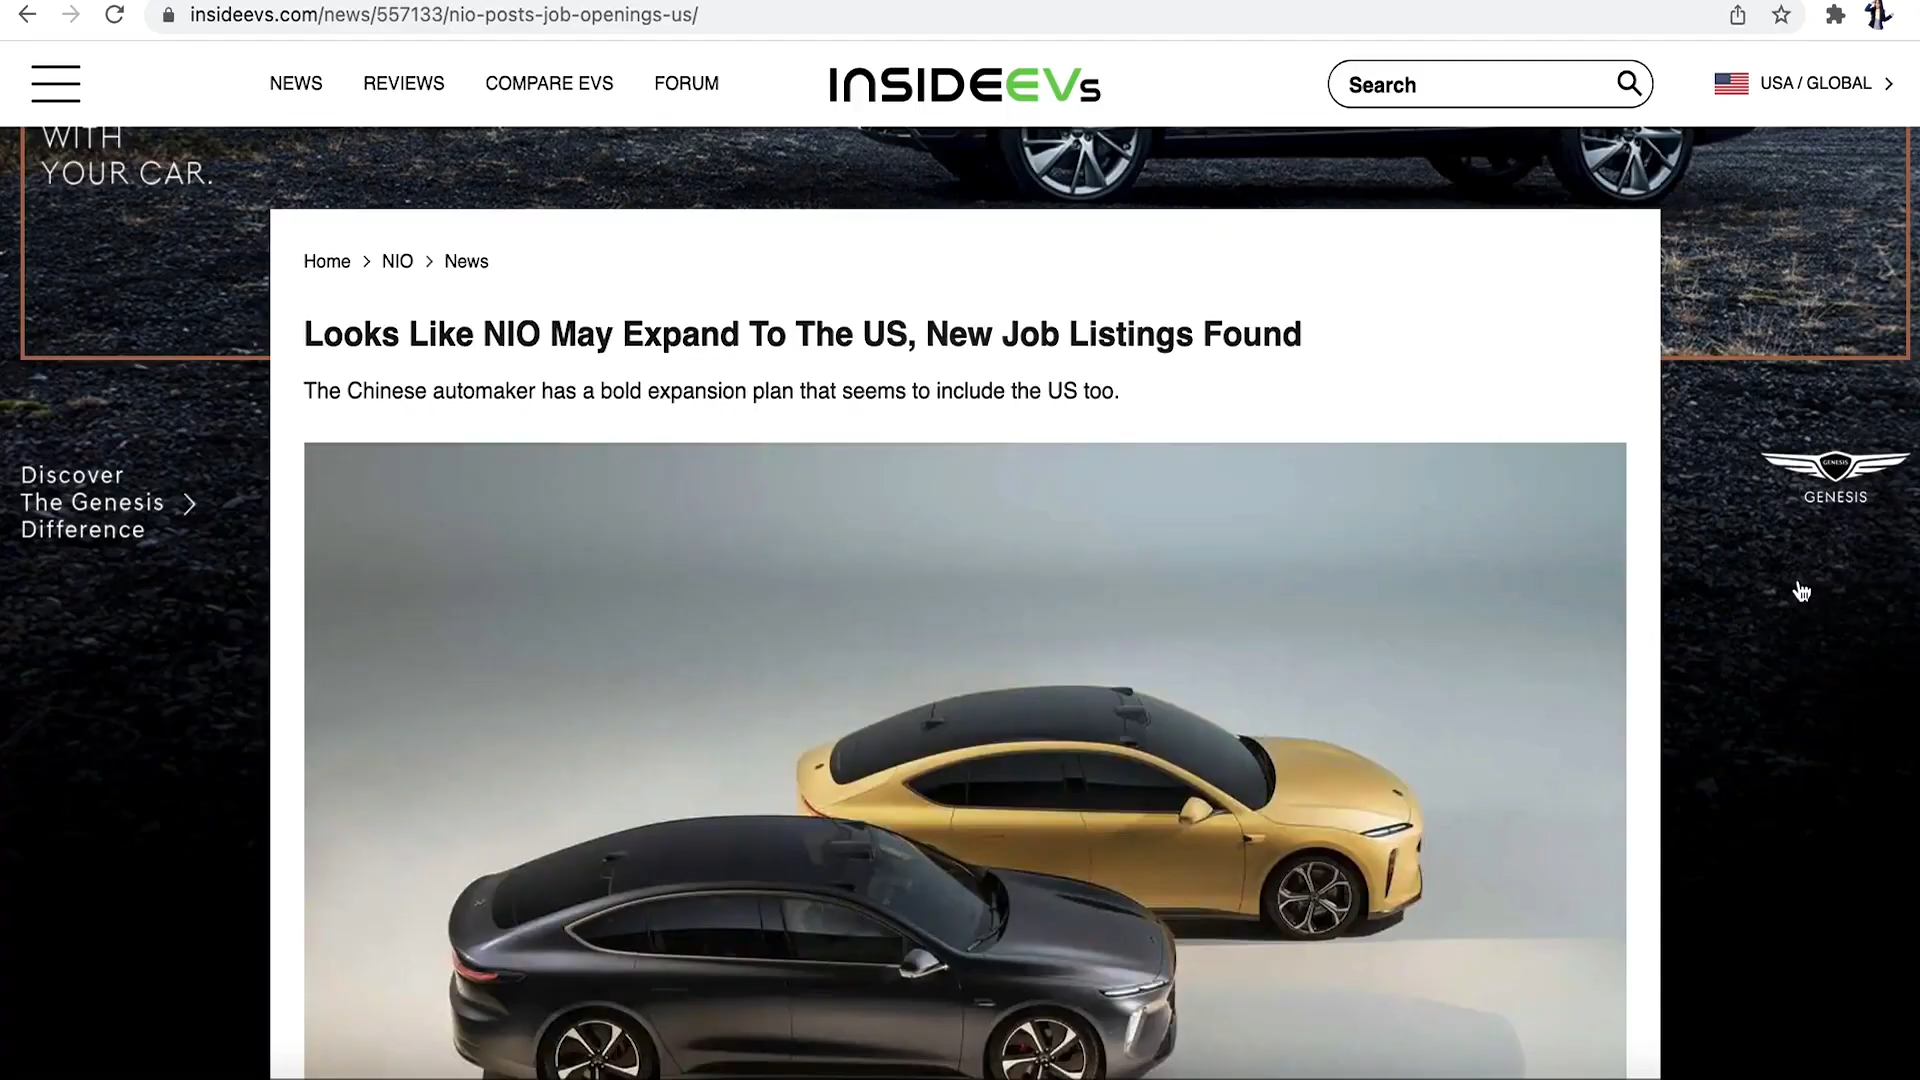 insideevs.com/news/557133/nio-posts-job-openings-us/
NEWS
REVIEWS
COMPARE EVS
FORUM
INSIDEEVs
Search
USA / GLOBAL
WITH
YOUR CAR.
Home > NIO > News
Looks Like NIO May Expand To The US, New Job Listings Found
The Chinese automaker has a bold expansion plan that seems to include the US too.
Discover
The Genesis
Difference
GENESIS
GENESIS